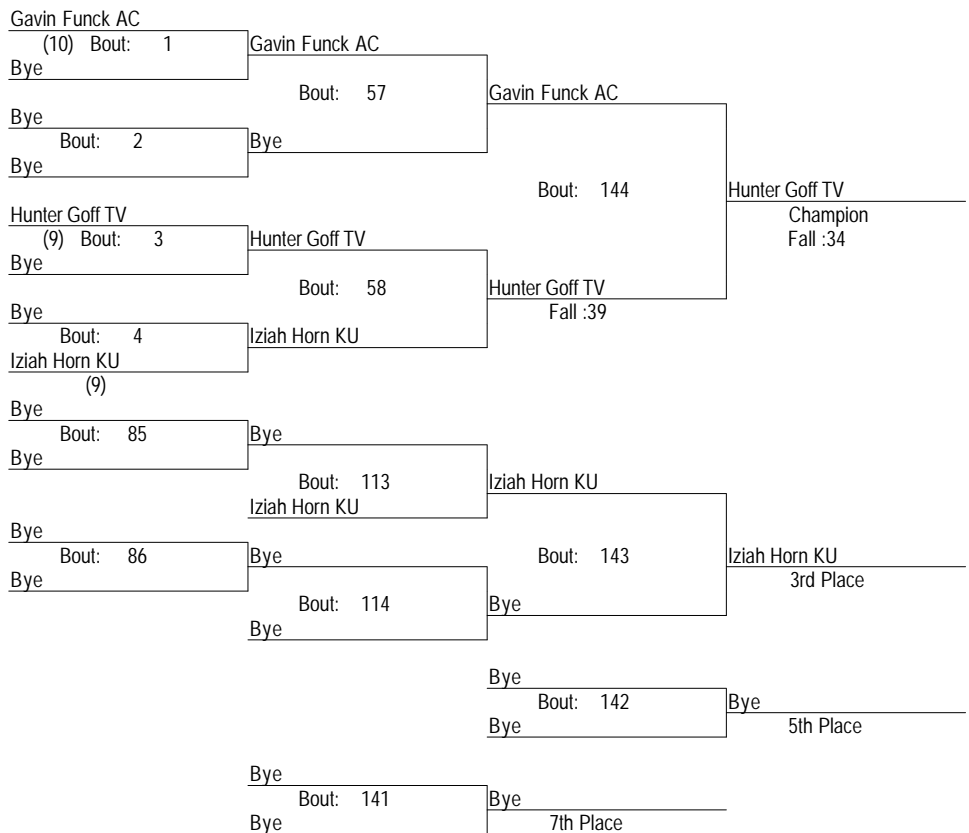 Gavin Funck AC
(10) Bout: 1
Bye
Gavin Funck AC
Bout: 57
Bye
Bout: 2
Bye
Bye
Gavin Funck AC
Bout: 144
Hunter Goff TV
(9) Bout: 3
Bye
Hunter Goff TV
Bout: 58
Bye
Bout: 4
Iziah Horn KU
(9)
Iziah Horn KU
Hunter Goff TV
Fall :39
Hunter Goff TV
Champion
Fall :34
Bye
Bout: 85
Bye
Bye
Bout: 113
Iziah Horn KU
Iziah Horn KU
Bye
Bout: 86
Bye
Bye
Bout: 114
Bye
Bout: 143
Bye
Iziah Horn KU
3rd Place
Bye
Bout: 142
Bye
Bye
5th Place
Bye
Bout: 141
Bye
Bye
7th Place